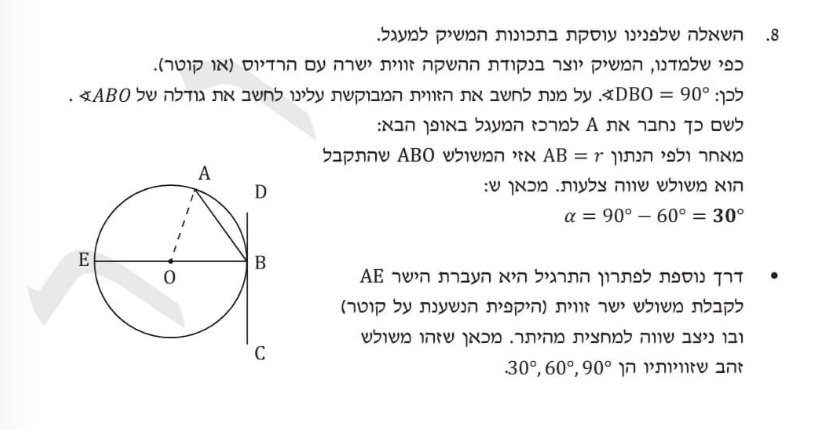 8. השאלה שלפנינו עוסקת בתכונות המשיק למעגל.
כפי שלמדנו, המשיק יוצר בנקודת ההשקה זווית ישרה עם הרדיוס (או קוטר).
לכן: ∢DBO = 90°. על מנת לחשב את הזווית המבוקשת עלינו לחשב את גודלה של ∢ABO .
לשם כך נחבר את A למרכז המעגל באופן הבא:
מאחר ולפי הנתון AB = r אזי המשולש ABO שהתקבל
הוא משולש שווה צלעות. מכאן ש:
α = 90° − 60° = 30°
A
D
E
B
O
C
• דרך נוספת לפתרון התרגיל היא העברת הישר AE
לקבלת משולש ישר זווית (היקפית הנשענת על קוטר)
ובו ניצב שווה למחצית מהיתר. מכאן שזהו משולש
זהב שזוויותיו הן 30°, 60°, 90°.